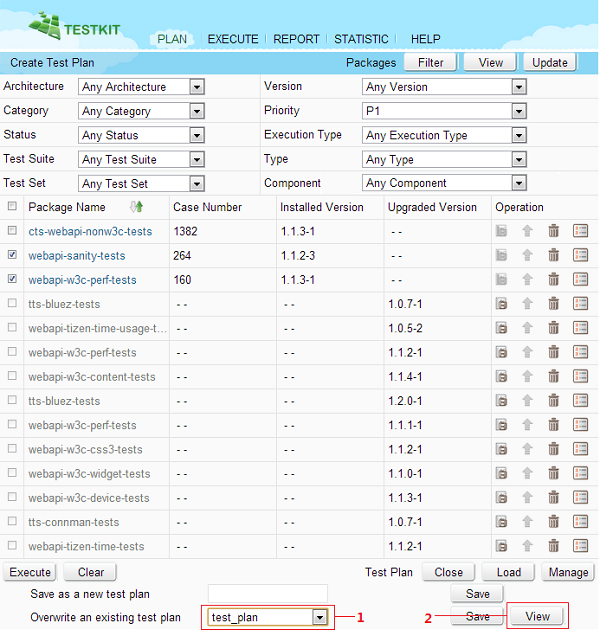 TESTKIT
PLAN EXECUTE REPORT STATISTIC HELP
Create Test Plan Packages Filter View Update
Architecture Any Architecture Version Any Version
Category Any Category Priority P1
Status Any Status Execution Type Any Execution Type
Test Suite Any Test Suite Type Any Type
Test Set Any Test Set Component Any Component
Package Name Case Number Installed Version Upgraded Version Operation
cts-webapi-nonw3c-tests 1382 1.1.3-1 - -
webapi-sanity-tests 264 1.1.2-3 - -
webapi-w3c-perf-tests 160 1.1.3-1 - -
tts-bluez-tests - - - - 1.0.7-1
webapi-tizen-time-usage-t... - - - - 1.0.5-2
webapi-w3c-perf-tests - - - - 1.1.2-1
webapi-w3c-content-tests - - - - 1.1.4-1
tts-bluez-tests - - - - 1.2.0-1
webapi-w3c-perf-tests - - - - 1.1.1-1
webapi-w3c-css3-tests - - - - 1.1.2-1
webapi-w3c-widget-tests - - - - 1.1.0-1
webapi-w3c-device-tests - - - - 1.1.3-1
tts-connman-tests - - - - 1.0.7-1
webapi-tizen-time-tests - - - - 1.1.2-1
Execute Clear Test Plan Close Load Manage
Save as a new test plan Save
Overwrite an existing test plan test_plan 1 2 Save View